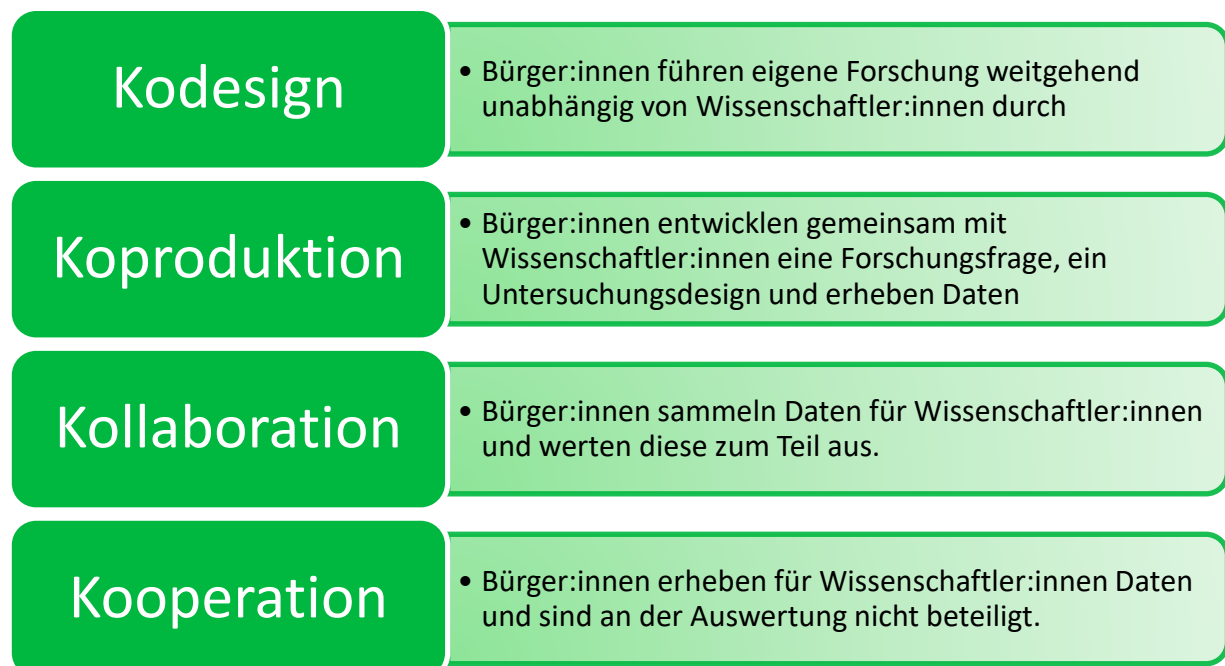 Kodesign
• Bürger:innen führen eigene Forschung weitgehend
unabhängig von Wissenschaftler:innen durch
Koproduktion
• Bürger:innen entwicklen gemeinsam mit
Wissenschaftler:innen eine Forschungsfrage, ein
Untersuchungsdesign und erheben Daten
Kollaboration
• Bürger:innen sammeln Daten für Wissenschaftler:innen
und werten diese zum Teil aus.
Kooperation
• Bürger:innen erheben für Wissenschaftler:innen Daten
und sind an der Auswertung nicht beteiligt.